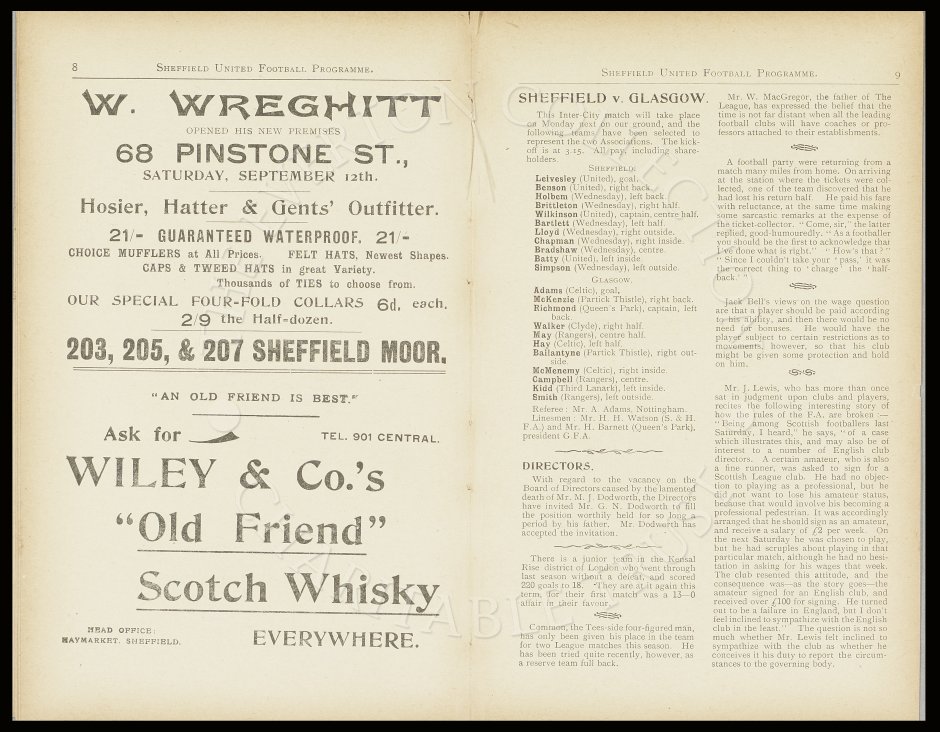 8
SHEFFIELD UNITED FOOTBALL PROGRAMME.
W. WREGHITT
OPENED HIS NEW PREMISES
68 PINSTONE ST.,
SATURDAY, SEPTEMBER 12th.
Hosier, Hatter & Gents' Outfitter.
21/- GUARANTEED WATERPROOF. 21/-
CHOICE MUFFLERS at All Prices. FELT HATS, Newest Shapes.
CAPS & TWEED HATS in great Variety.
Thousands of TIES to choose from.
OUR SPECIAL FOUR-FOLD COLLARS 6d. each.
2/9 the Half-dozen.
203, 205, & 207 SHEFFIELD MOOR.
"AN OLD FRIEND IS BEST."
Ask for
TEL. 901 CENTRAL.
WILEY & Co.'s
"Old Friend"
Scotch Whisky
HEAD OFFICE:
HAYMARKET, SHEFFIELD.
EVERYWHERE.
SHEFFIELD UNITED FOOTBALL PROGRAMME.
9
SHEFFIELD v. GLASGOW.
This Inter-City match will take place
on Monday next on our ground, and the
following teams have been selected to
represent the two Associations. The kick-
off is at 3.15. All pay, including share-
holders.
SHEFFIELD.
Leivesley (United), goal.
Benson (United), right back.
Holbem (Wednesday), left back.
Brittleton (Wednesday), right half.
Wilkinson (United), captain, centre half.
Bartlett (Wednesday), left half.
Lloyd (Wednesday), right outside.
Chapman (Wednesday), right inside.
Bradshaw (Wednesday), centre.
Batty (United), left inside.
Simpson (Wednesday), left outside.
GLASGOW.
Adams (Celtic), goal.
McKenzie (Partick Thistle), right back.
Richmond (Queen's Park), captain, left
back.
Walker (Clyde), right half.
May (Rangers), centre half.
Hay (Celtic), left half.
Ballantyne (Partick Thistle), right out-
side.
McMenemy (Celtic), right inside.
Campbell (Rangers), centre.
Kidd (Third Lanark), left inside.
Smith (Rangers), left outside.
Referee: Mr. A. Adams, Nottingham.
Linesmen: Mr. H. H. Watson (S. & H.
F.A.) and Mr. H. Barnett (Queen's Park),
president G.F.A.
DIRECTORS.
With regard to the vacancy on the
Board of Directors caused by the lamented
death of Mr. M. J. Dodworth, the Directors
have invited Mr. G. N. Dodworth to fill
the position worthily held for so long a
period by his father. Mr. Dodworth has
accepted the invitation.
There is a junior team in the Kensal
Rise district of London who went through
last season without a defeat, and scored
220 goals to 18. They are at it again this
term, for their first match was a 13—0
affair in their favour.
Common, the Tees-side four-figured man,
has only been given his place in the team
for two League matches this season. He
has been tried quite recently, however, as
a reserve team full back.
Mr. W. MacGregor, the father of The
League, has expressed the belief that the
time is not far distant when all the leading
football clubs will have coaches or pro-
fessors attached to their establishments.
A football party were returning from a
match many miles from home. On arriving
at the station where the tickets were col-
lected, one of the team discovered that he
had lost his return half. He paid his fare
with reluctance, at the same time making
some sarcastic remarks at the expense of
the ticket-collector. "Come, sir," the latter
replied, good-humouredly. "As a footballer
you should be the first to acknowledge that
I've done what is right." "How's that?"
"Since I couldn't take your 'pass,' it was
the correct thing to 'charge' the 'half-
back.'"
Jack Bell's views on the wage question
are that a player should be paid according
to his ability, and then there would be no
need for bonuses. He would have the
player subject to certain restrictions as to
movements, however, so that his club
might be given some protection and hold
on him.
Mr. J. Lewis, who has more than once
sat in judgment upon clubs and players,
recites the following interesting story of
how the rules of the F.A. are broken:—
"Being among Scottish footballers last
Saturday, I heard," he says, "of a case
which illustrates this, and may also be of
interest to a number of English club
directors. A certain amateur, who is also
a fine runner, was asked to sign for a
Scottish League club. He had no objec-
tion to playing as a professional, but he
did not want to lose his amateur status,
because that would involve his becoming a
professional pedestrian. It was accordingly
arranged that he should sign as an amateur,
and receive a salary of £2 per week. On
the next Saturday he was chosen to play,
but he had scruples about playing in that
particular match, although he had no hesi-
tation in asking for his wages that week.
The club resented this attitude, and the
consequence was—as the story goes—the
amateur signed for an English club, and
received over £100 for signing. He turned
out to be a failure in England, but I don't
feel inclined to sympathize with the English
club in the least." The question is not so
much whether Mr. Lewis felt inclined to
sympathize with the club as whether he
conceives it his duty to report the circum-
stances to the governing body.